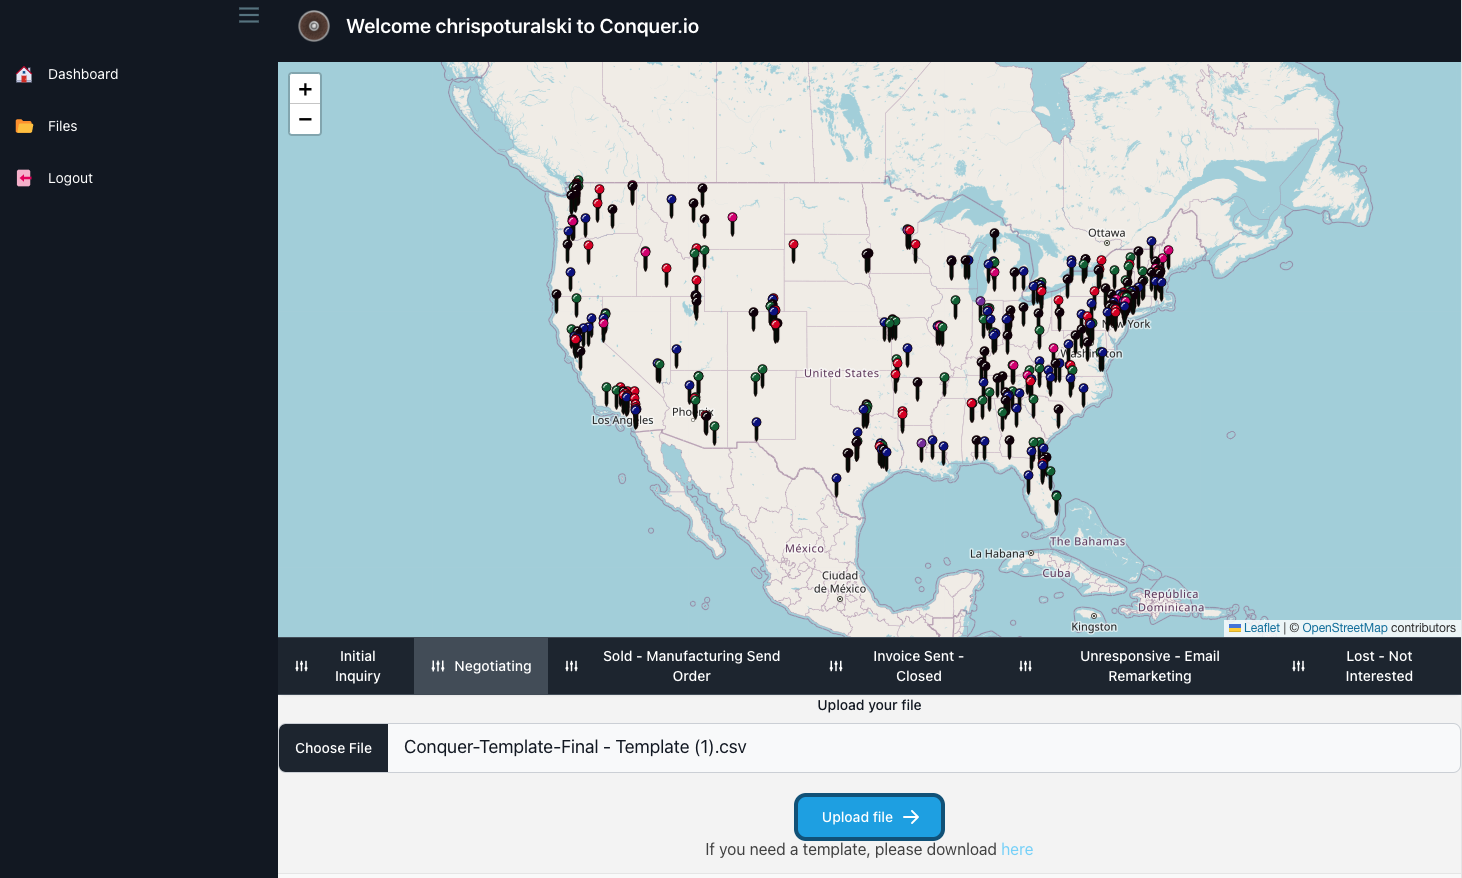 Welcome chrispoturalski to Conquer.io
Dashboard
Files
Logout
+
−
Ottawa
New York
Washington
United States
Los Angeles
Phoenix
México
Ciudad
de México
La Habana
The Bahamas
Cuba
República
Dominicana
Kingston
Leaflet | © OpenStreetMap contributors
Initial
Inquiry
Negotiating
Sold - Manufacturing Send
Order
Invoice Sent -
Closed
Unresponsive - Email
Remarketing
Lost - Not
Interested
Upload your file
Choose File
Conquer-Template-Final - Template (1).csv
Upload file
If you need a template, please download here